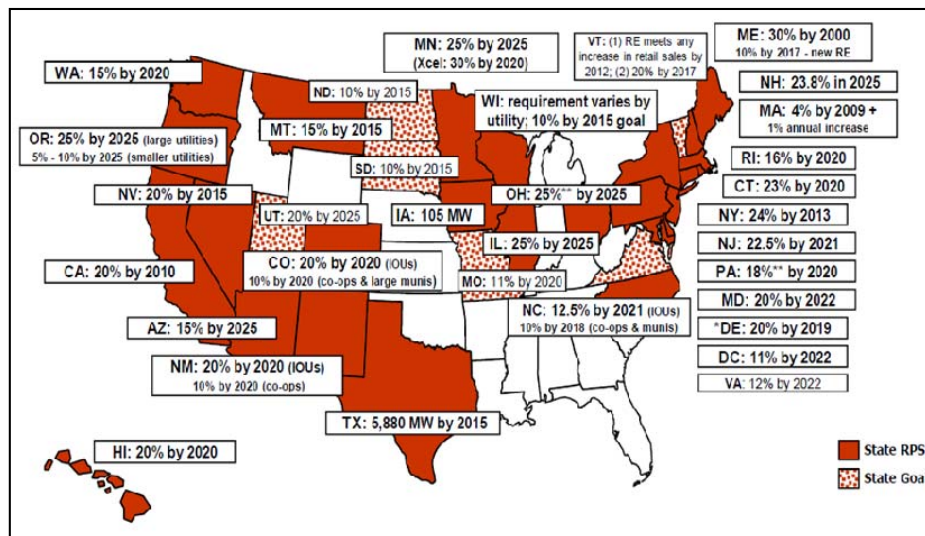 MN: 25% by 2025
(Xcel: 30% by 2020)
VT: (1) RE meets any
increase in retail sales by
2012; (2) 20% by 2017
ME: 30% by 2000
10% by 2017 - new RE
WA: 15% by 2020
ND: 10% by 2015
WI: requirement varies by
utility; 10% by 2015 goal
NH: 23.8% in 2025
MA: 4% by 2009 +
1% annual increase
OR: 25% by 2025 (large utilities)
5% - 10% by 2025 (smaller utilities)
MT: 15% by 2015
SD: 10% by 2015
RI: 16% by 2020
CT: 23% by 2020
NV: 20% by 2015
UT: 20% by 2025
IA: 105 MW
OH: 25%** by 2025
NY: 24% by 2013
IL: 25% by 2025
NJ: 22.5% by 2021
CA: 20% by 2010
CO: 20% by 2020 (IOUs)
10% by 2020 (co-ops & large munis)
MO: 11% by 2020
PA: 18%** by 2020
MD: 20% by 2022
NC: 12.5% by 2021 (IOUs)
10% by 2018 (co-ops & munis)
AZ: 15% by 2025
*DE: 20% by 2019
NM: 20% by 2020 (IOUs)
10% by 2020 (co-ops)
DC: 11% by 2022
VA: 12% by 2022
TX: 5,880 MW by 2015
HI: 20% by 2020
State RPS
State Goal